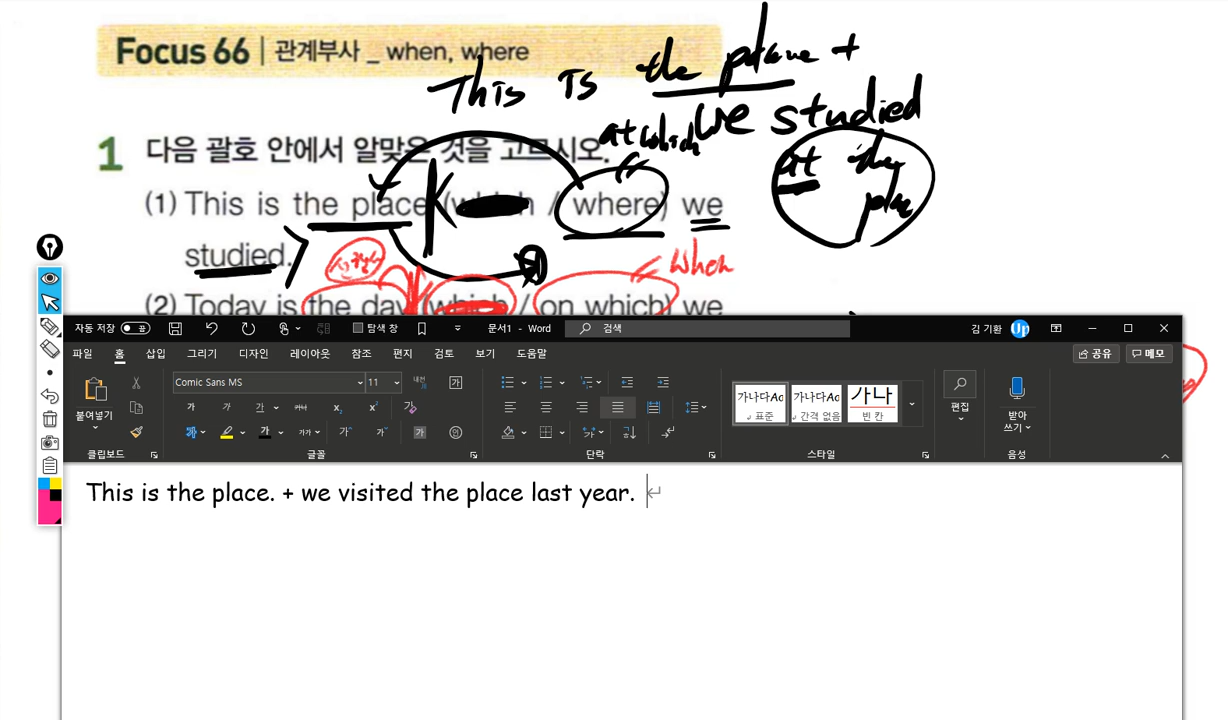 Focus 66 | 관계부사 _ when, where
This is the place +
we studied
at the place
at which
1 다음 괄호 안에서 알맞은 것을 고르시오.
(1) This is the place (which / where) we
studied.
when
(2) Today is the day (which / on which) we
자동 저장 문서1 - Word 검색 김 기환
탐색 창
파일 홈 삽입 그리기 디자인 레이아웃 참조 편지 검토 보기 도움말 공유 메모
붙여넣기 클립보드
Comic Sans MS 11
글꼴
단락
가나다AaI 가나다AaI 가나
표준 간격 없음 빈 칸
스타일
편집
받아쓰기
음성
This is the place. + we visited the place last year.